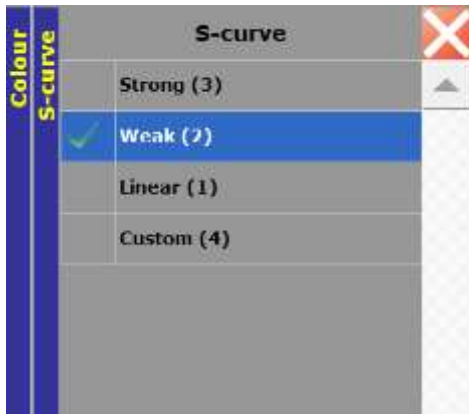 Colour
S-curve
S-curve
Strong (3)
Weak (2)
Linear (1)
Custom (4)